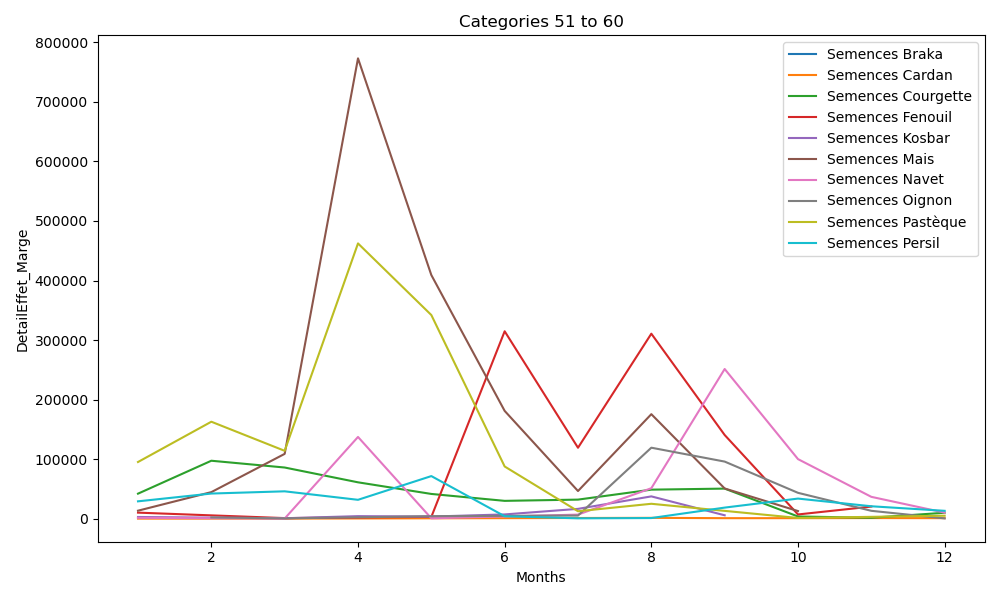 Categories 51 to 60
800000
700000
600000
500000
400000
300000
200000
100000
0
DetailEffet_Marge
Semences Braka
Semences Cardan
Semences Courgette
Semences Fenouil
Semences Kosbar
Semences Mais
Semences Navet
Semences Oignon
Semences Pastèque
Semences Persil
2
4
6
8
10
12
Months